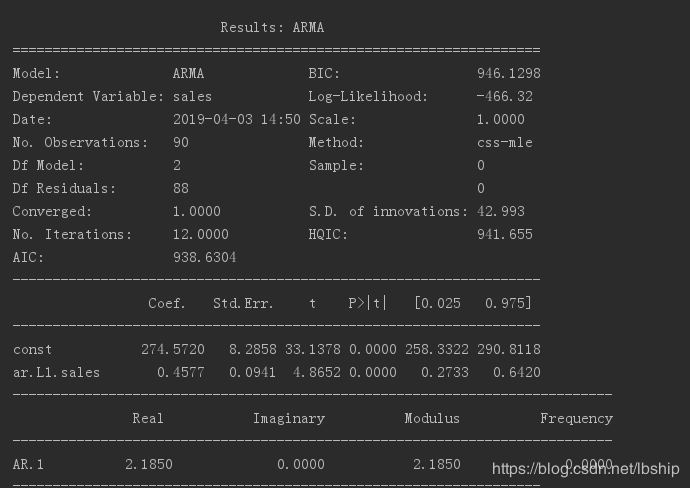 Results: ARMA
====================================================================
Model: ARMA BIC: 946.1298
Dependent Variable: sales Log-Likelihood: -466.32
Date: 2019-04-03 14:50 Scale: 1.0000
No. Observations: 90 Method: css-mle
Df Model: 2 Sample: 0
Df Residuals: 88 0
Converged: 1.0000 S.D. of innovations: 42.993
No. Iterations: 12.0000 HQIC: 941.655
AIC: 938.6304
--------------------------------------------------------------------
Coef. Std.Err. t P>|t| [0.025 0.975]
--------------------------------------------------------------------
const 274.5720 8.2858 33.1378 0.0000 258.3322 290.8118
ar.L1.sales 0.4577 0.0941 4.8652 0.0000 0.2733 0.6420
-----------------------------------------------------------------------------
Real Imaginary Modulus Frequency
-----------------------------------------------------------------------------
AR.1 2.1850 0.0000 2.1850 0.0000
--------------------------------------------------------------------
https://blog.csdn.net/lbship